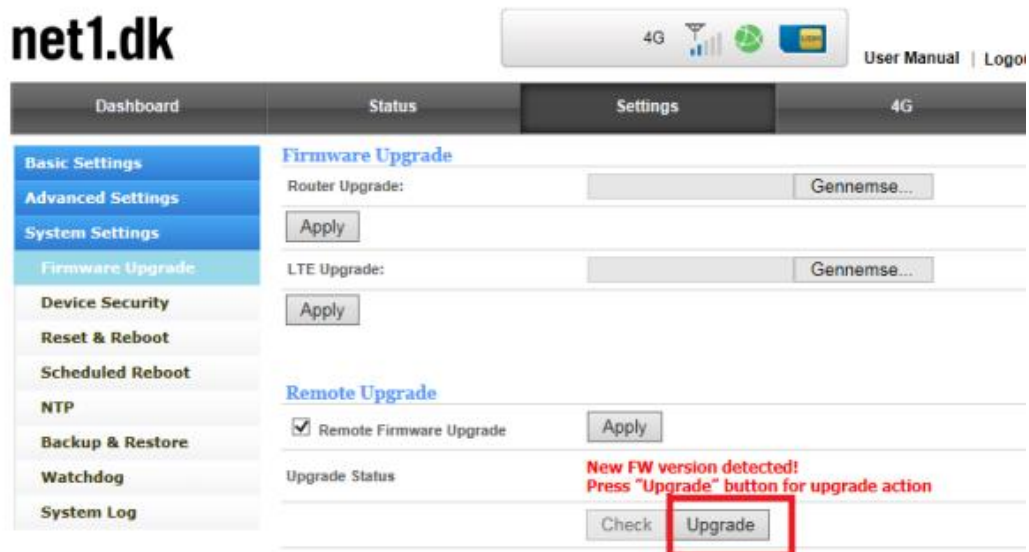 net1.dk
4G
User Manual | Logou
Dashboard Status Settings 4G
Basic Settings
Advanced Settings
System Settings
Firmware Upgrade
Device Security
Reset & Reboot
Scheduled Reboot
NTP
Backup & Restore
Watchdog
System Log
Firmware Upgrade
Router Upgrade: Gennemse...
Apply
LTE Upgrade: Gennemse...
Apply
Remote Upgrade
Remote Firmware Upgrade Apply
Upgrade Status New FW version detected!
Press "Upgrade" button for upgrade action
Check Upgrade